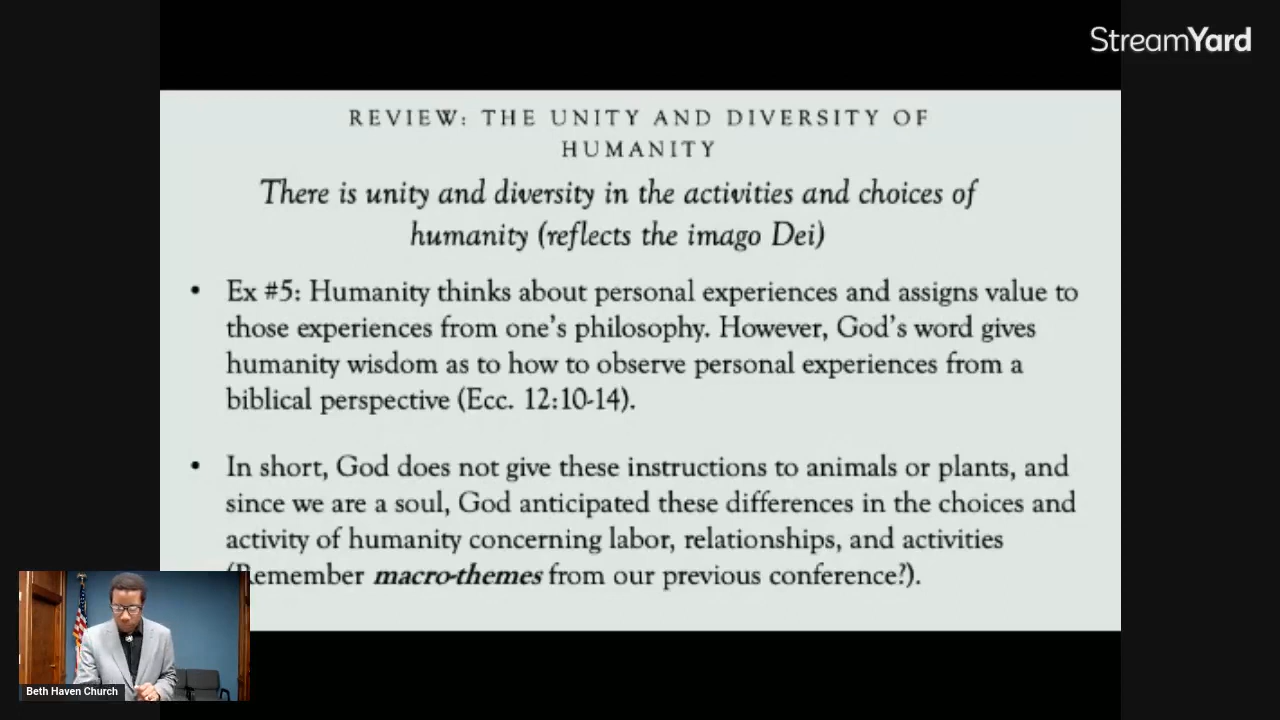 StreamYard
REVIEW: THE UNITY AND DIVERSITY OF
HUMANITY
There is unity and diversity in the activities and choices of
humanity (reflects the imago Dei)
• Ex #5: Humanity thinks about personal experiences and assigns value to
those experiences from one's philosophy. However, God's word gives
humanity wisdom as to how to observe personal experiences from a
biblical perspective (Ecc. 12:10-14).
• In short, God does not give these instructions to animals or plants, and
since we are a soul, God anticipated these differences in the choices and
activity of humanity concerning labor, relationships, and activities
(Remember macro-themes from our previous conference?).
Beth Haven Church